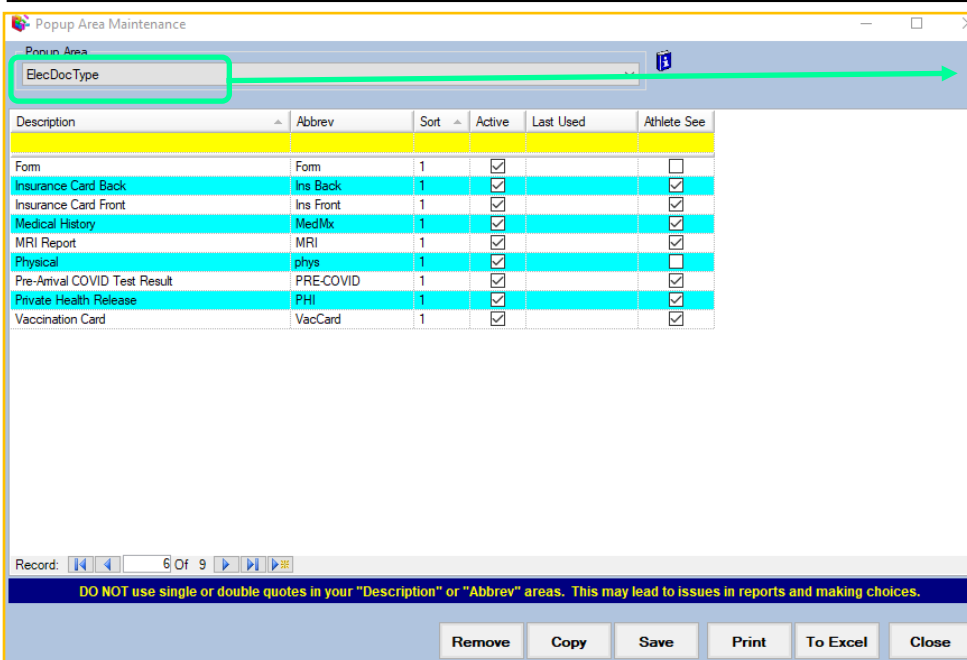 Popup Area Maintenance
Popup Area
ElecDocType
Description Abbrev Sort Active Last Used Athlete See
Form Form 1
Insurance Card Back Ins Back 1
Insurance Card Front Ins Front 1
Medical History MedMx 1
MRI Report MRI 1
Physical phys 1
Pre-Arrival COVID Test Result PRE-COVID 1
Private Health Release PHI 1
Vaccination Card VacCard 1
Record: 6 Of 9
DO NOT use single or double quotes in your "Description" or "Abbrev" areas. This may lead to issues in reports and making choices.
Remove Copy Save Print To Excel Close